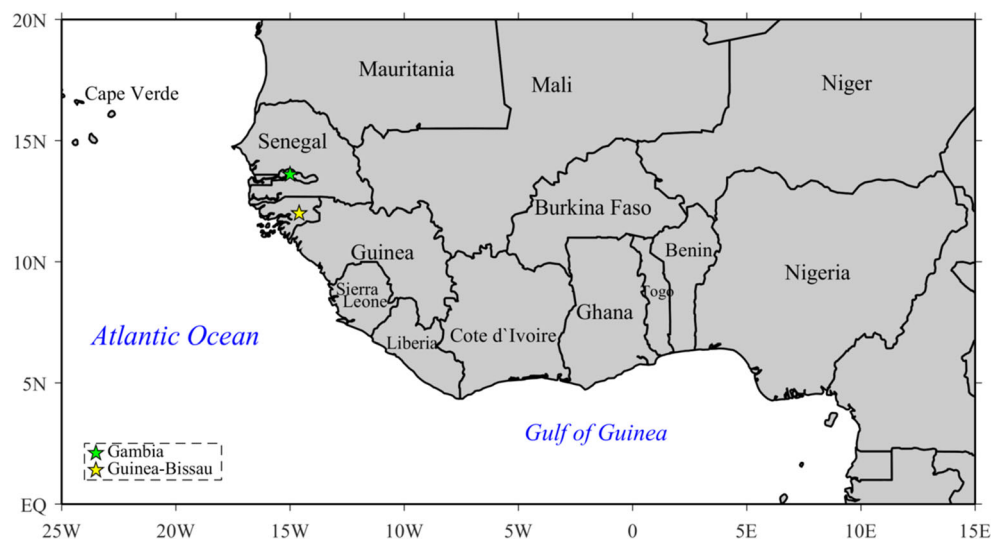 20N
Mauritania
Mali
Niger
Cape Verde
15N
Senegal
Burkina Faso
Benin
10N
Guinea
Nigeria
Sierra
Leone
Togo
Ghana
Atlantic Ocean
Liberia
Cote d`Ivoire
5N
Gulf of Guinea
Gambia
Guinea-Bissau
EQ
25W 20W 15W 10W 5W 0 5E 10E 15E